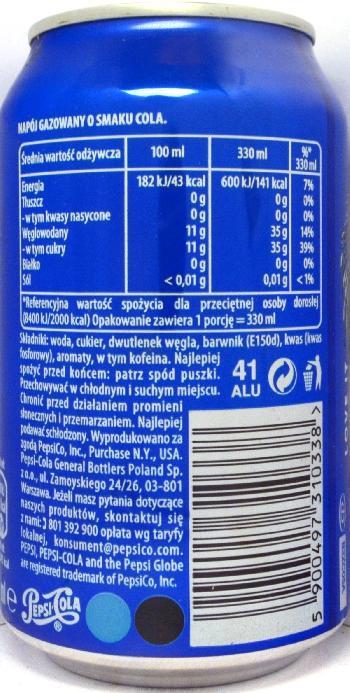 NAPÓJ GAZOWANY O SMAKU COLA.
Średnia wartość odżywcza 100 ml 330 ml %* 330 ml
Energia 182 kJ/43 kcal 600 kJ/141 kcal 7%
Tłuszcz 0 g 0 g 0%
- w tym kwasy nasycone 0 g 0 g 0%
Węglowodany 11 g 35 g 14%
- w tym cukry 11 g 35 g 39%
Białko 0 g 0 g 0%
Sól < 0,01 g 0,01 g < 1%
*Referencyjna wartość spożycia dla przeciętnej osoby dorosłej
(8400 kJ/2000 kcal) Opakowanie zawiera 1 porcję = 330 ml
Składniki: woda, cukier, dwutlenek węgla, barwnik (E150d), kwas (kwas
fosforowy), aromaty, w tym kofeina. Najlepiej
spożyć przed końcem: patrz spód puszki.
Przechowywać w chłodnym i suchym miejscu.
Chronić przed działaniem promieni
słonecznych i przemarzaniem. Najlepiej
podawać schłodzony. Wyprodukowano za
zgodą PepsiCo, Inc., Purchase N.Y., USA.
Pepsi-Cola General Bottlers Poland Sp.
z o.o., ul. Zamoyskiego 24/26, 03-801
Warszawa. Jeżeli masz pytania dotyczące
naszych produktów, skontaktuj się
z nami: 801 392 900 opłata wg taryfy
lokalnej, konsument@pepsico.com.
PEPSI, PEPSI-COLA and the Pepsi Globe
are registered trademark of PepsiCo, Inc.
41
ALU
5 900497 310338 >
e PEPSI-COLA ®